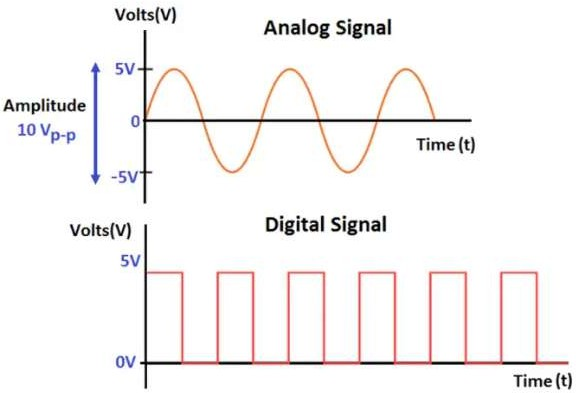 Volts(V)
Analog Signal
5V
Amplitude
10 Vp-p
0
Time (t)
-5V
Volts(V)
Digital Signal
5V
0V
Time (t)